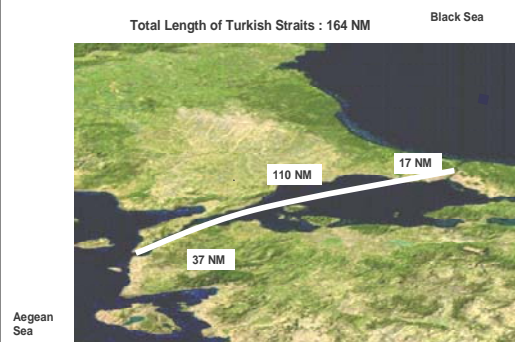 Black Sea
Total Length of Turkish Straits : 164 NM
17 NM
110 NM
37 NM
Aegean
Sea